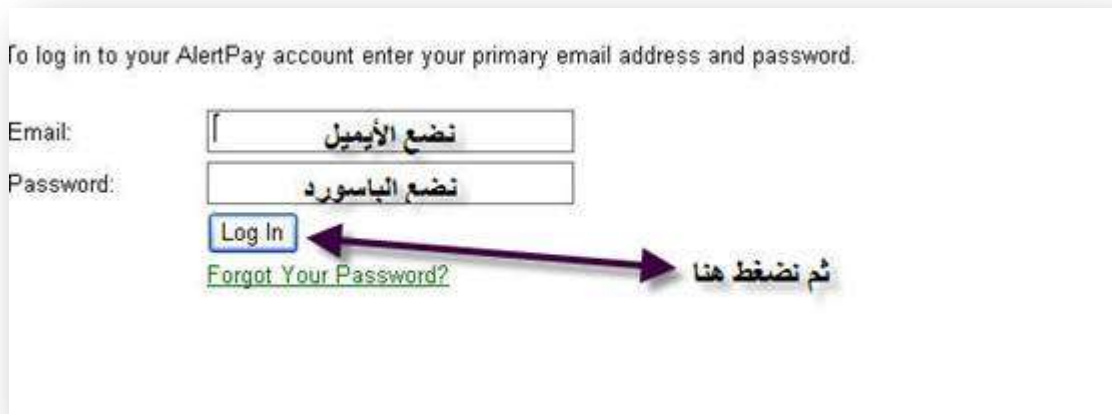 To log in to your AlertPay account enter your primary email address and password.
Email: نضع الأيميل
Password: نضع الباسورد
Log In
Forgot Your Password? ثم نضغط هنا